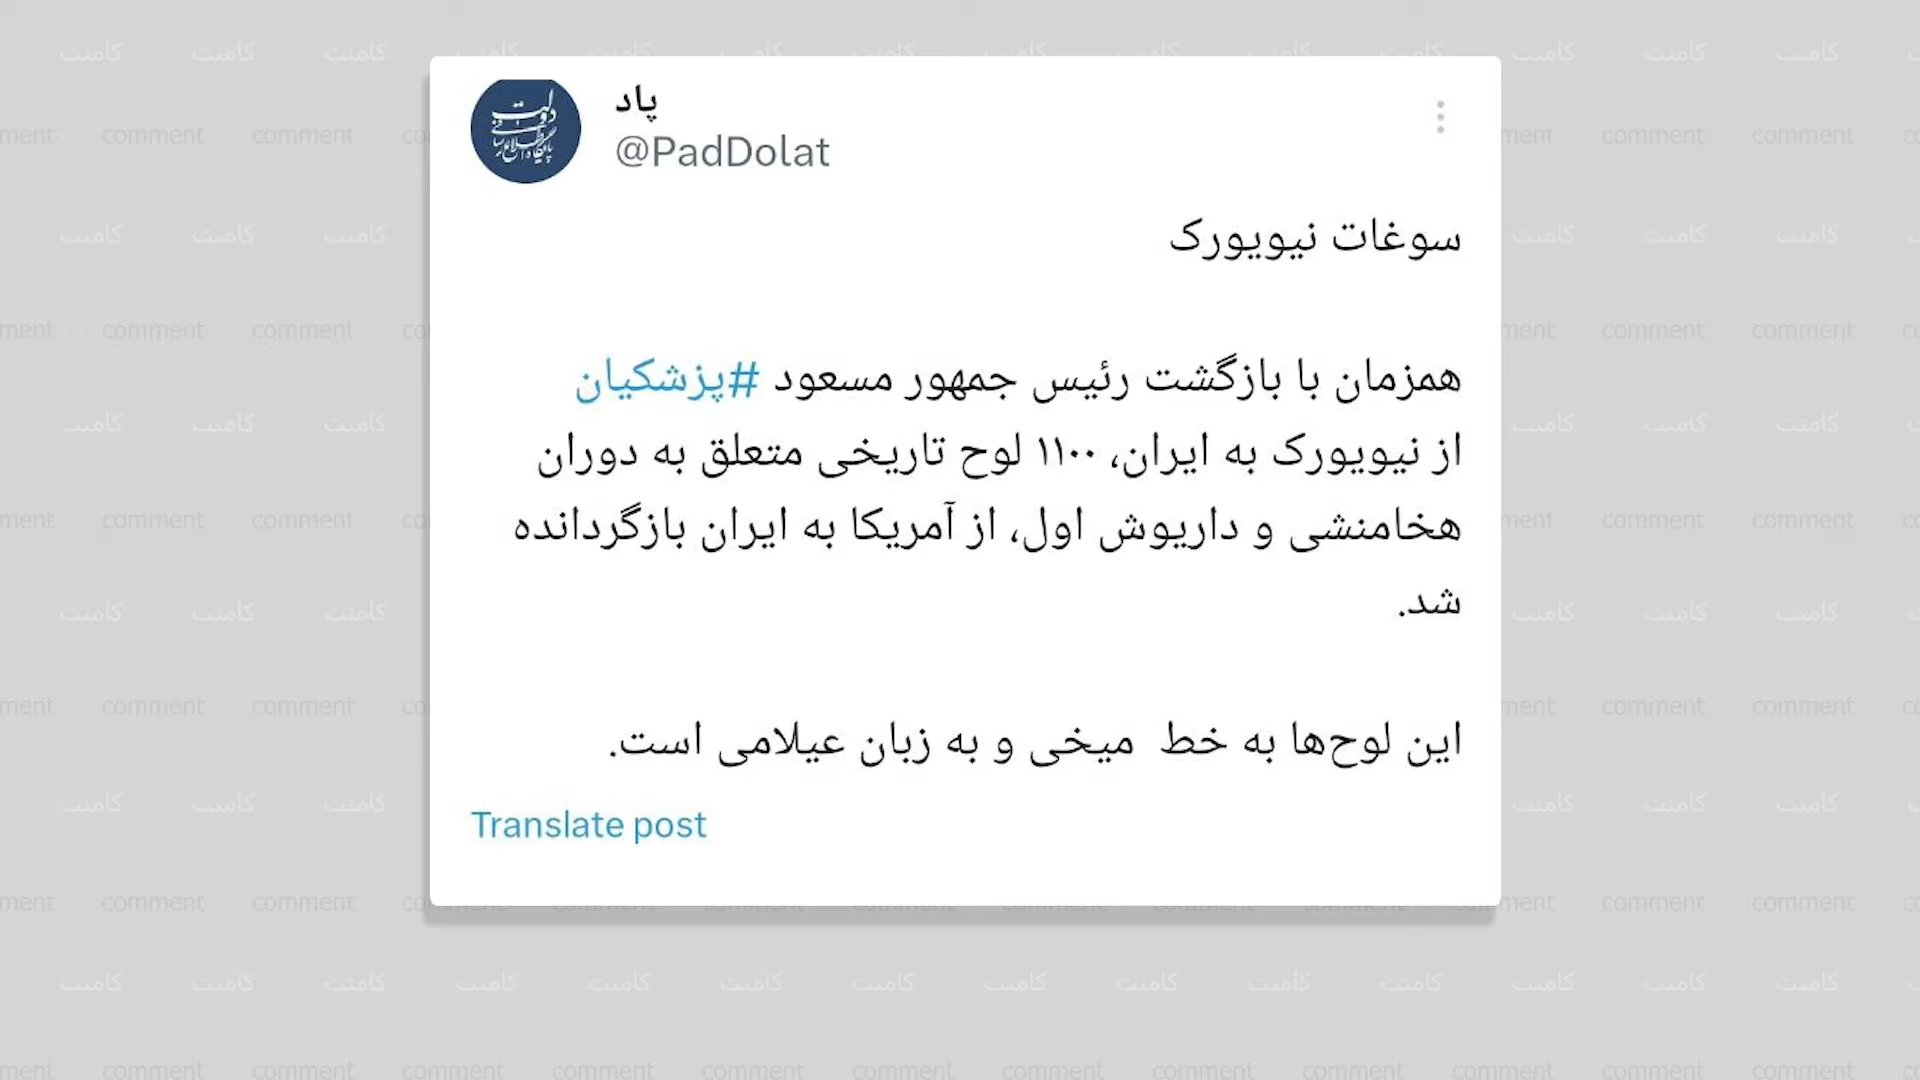 پاد
@PadDolat
سوغات نیویورک
همزمان با بازگشت رئیس جمهور مسعود #پزشکیان
از نیویورک به ایران، ۱۱۰۰ لوح تاریخی متعلق به دوران
هخامنشی و داریوش اول، از آمریکا به ایران بازگردانده
شد.
این لوح‌ها به خط  میخی و به زبان عیلامی است.
Translate post